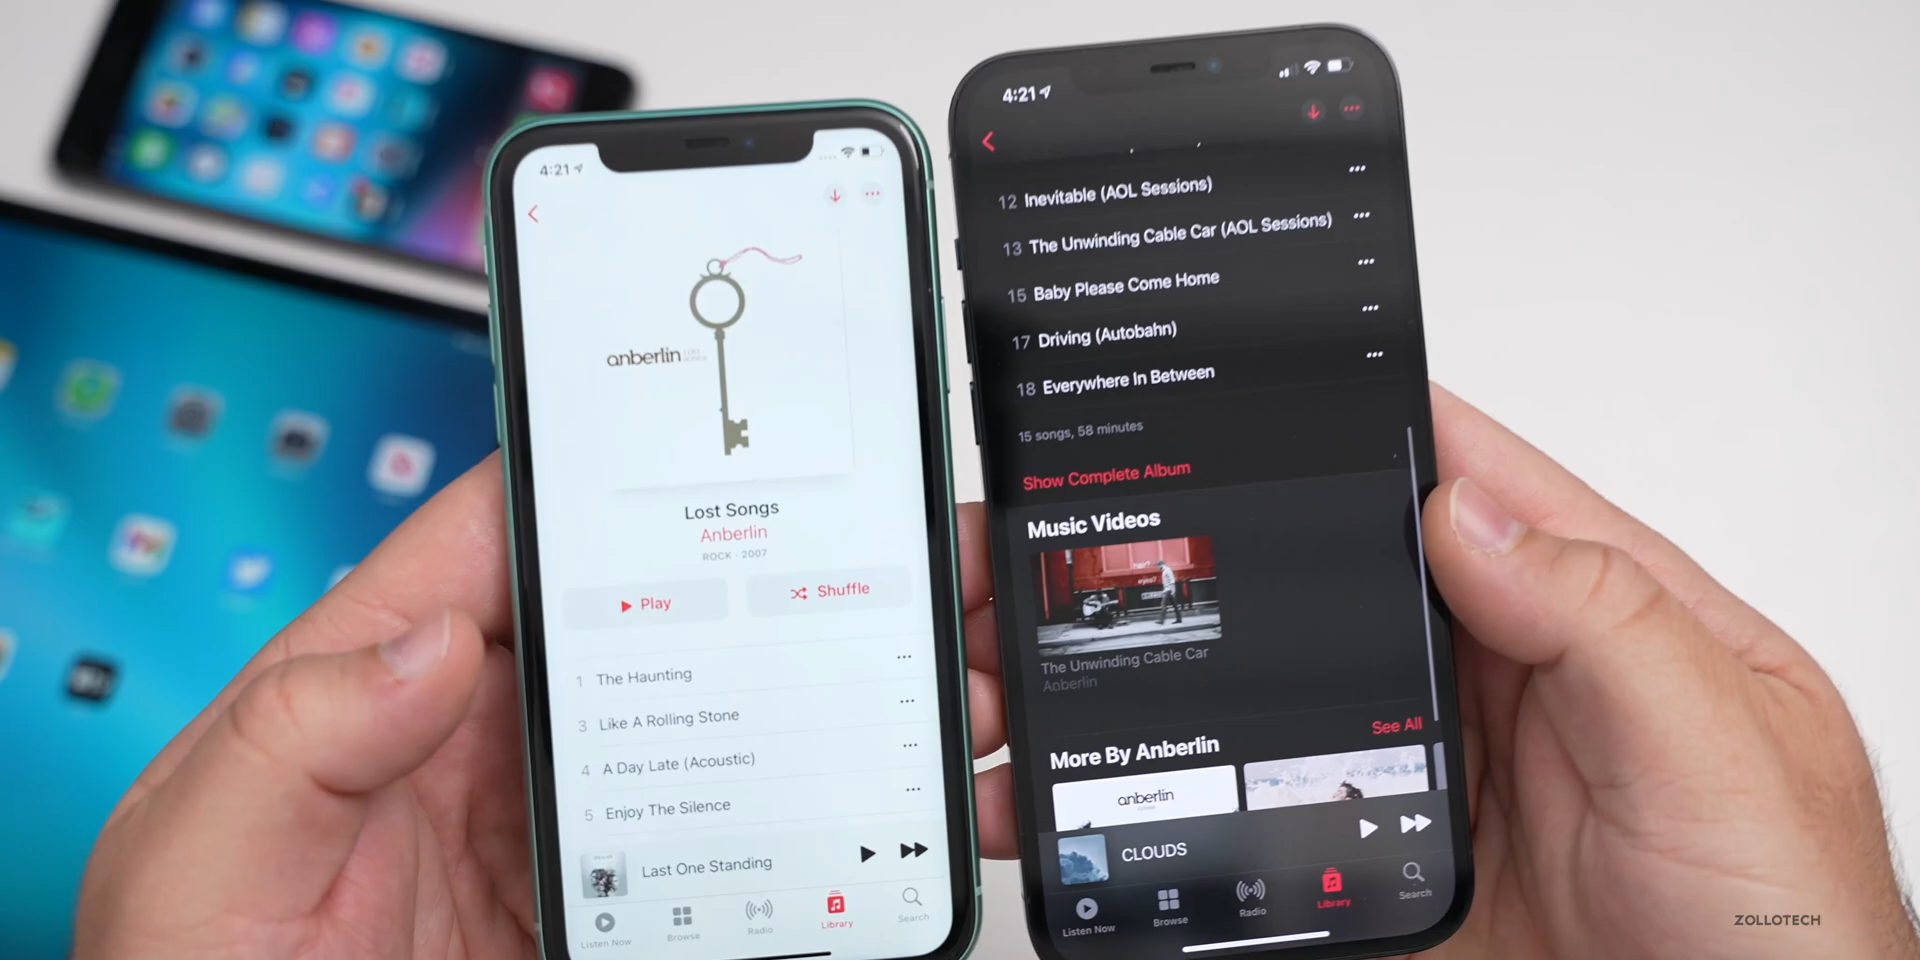 4:21
anberlin LOST SONGS
Lost Songs
Anberlin
ROCK · 2007
Play
Shuffle
1 The Haunting
3 Like A Rolling Stone
4 A Day Late (Acoustic)
5 Enjoy The Silence
Last One Standing
Listen Now
Browse
Radio
Library
Search
4:21
12 Inevitable (AOL Sessions)
13 The Unwinding Cable Car (AOL Sessions)
15 Baby Please Come Home
17 Driving (Autobahn)
18 Everywhere In Between
15 songs, 58 minutes
Show Complete Album
Music Videos
The Unwinding Cable Car
Anberlin
More By Anberlin
See All
anberlin
CLOUDS
Listen Now
Browse
Radio
Library
Search
ZOLLOTECH